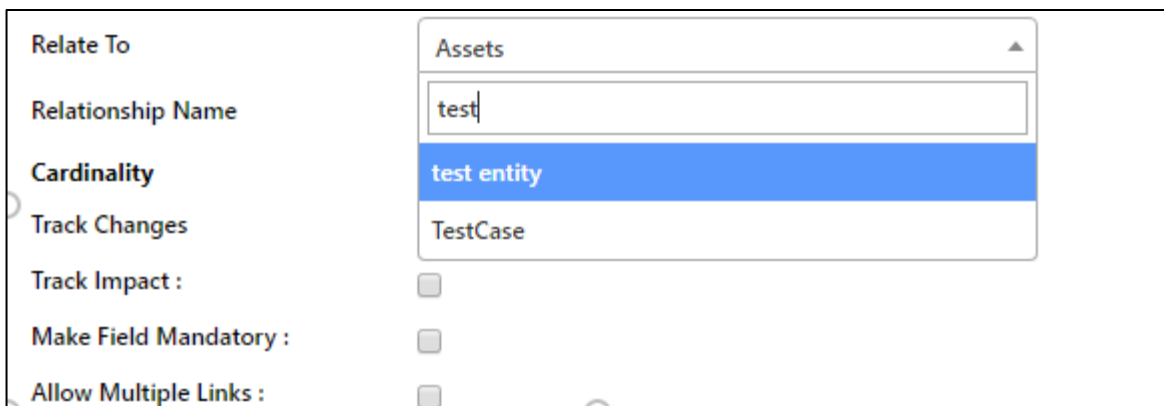 Relate To
Assets
Relationship Name
test
Cardinality
test entity
Track Changes
TestCase
Track Impact :
Make Field Mandatory :
Allow Multiple Links :